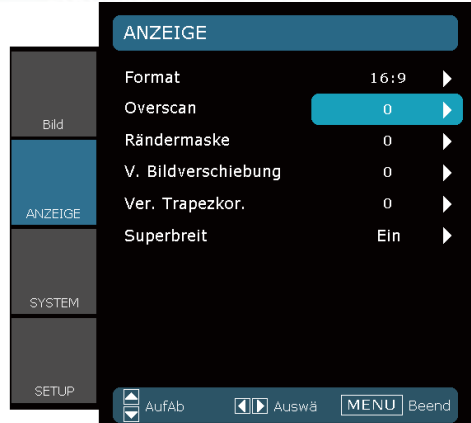 ANZEIGE
Format 16:9
Overscan 0
Rändermaske 0
V. Bildverschiebung 0
Ver. Trapezkor. 0
Superbreit Ein
Bild
ANZEIGE
SYSTEM
SETUP
AufAb Auswä MENU Beend